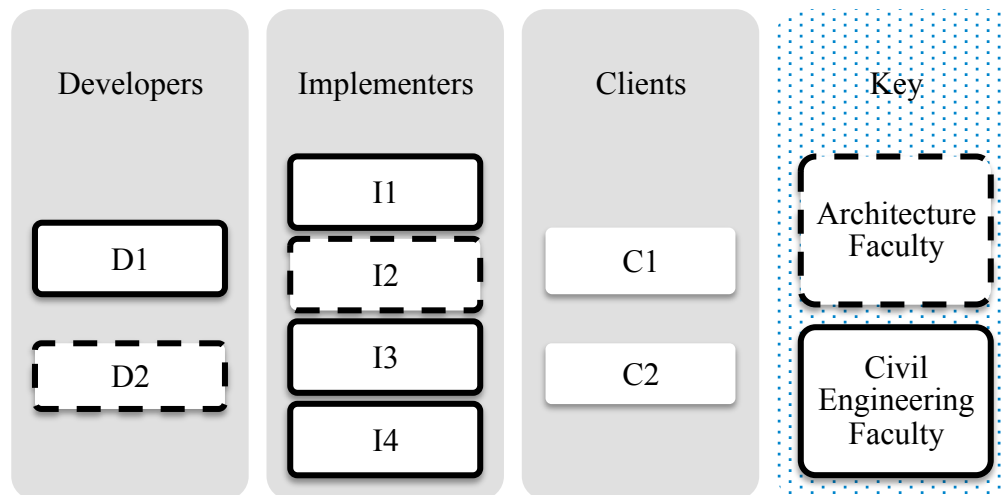 Developers
D1
D2
Implementers
I1
I2
I3
I4
Clients
C1
C2
Key
Architecture
Faculty
Civil
Engineering
Faculty